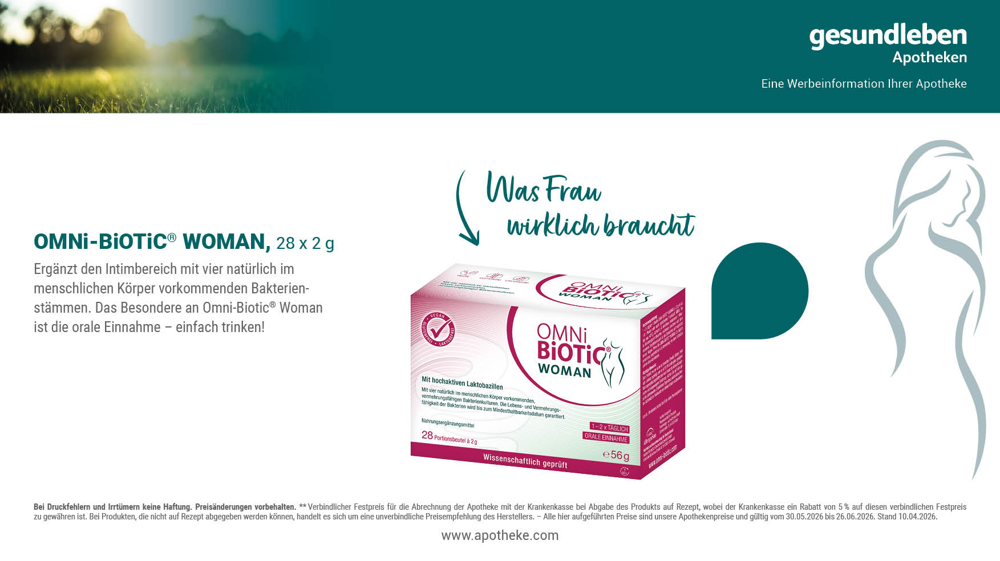 gesundleben
Apotheken
Eine Werbeinformation Ihrer Apotheke
Was Frau
wirklich braucht
OMNi-BiOTiC® WOMAN, 28 x 2 g
Ergänzt den Intimbereich mit vier natürlich im
menschlichen Körper vorkommenden Bakterien-
stämmen. Das Besondere an Omni-Biotic® Woman
ist die orale Einnahme – einfach trinken!
OMNi
BiOTiC®
WOMAN
VEGAN • LAKTOSEFREI • GLUTENFREI
OMNi
BiOTiC®
WOMAN
Mit hochaktiven Laktobazillen
Mit vier natürlich im menschlichen Körper vorkommenden,
vermehrungsfähigen Bakterienkulturen. Die Lebens- und Vermehrungs-
fähigkeit der Bakterien wird bis zum Mindesthaltbarkeitsdatum garantiert.
Nahrungsergänzungsmittel
28 Portionsbeutel à 2 g
1–2 x TÄGLICH
ORALE EINNAHME
℮ 56 g
Wissenschaftlich geprüft
www.omni-biotic.com
Bei Druckfehlern und Irrtümern keine Haftung. Preisänderungen vorbehalten. ** Verbindlicher Festpreis für die Abrechnung der Apotheke mit der Krankenkasse bei Abgabe des Produkts auf Rezept, wobei der Krankenkasse ein Rabatt von 5 % auf diesen verbindlichen Festpreis
zu gewähren ist. Bei Produkten, die nicht auf Rezept abgegeben werden können, handelt es sich um eine unverbindliche Preisempfehlung des Herstellers. – Alle hier aufgeführten Preise sind unsere Apothekenpreise und gültig vom 30.05.2026 bis 26.06.2026. Stand 10.04.2026.
www.apotheke.com